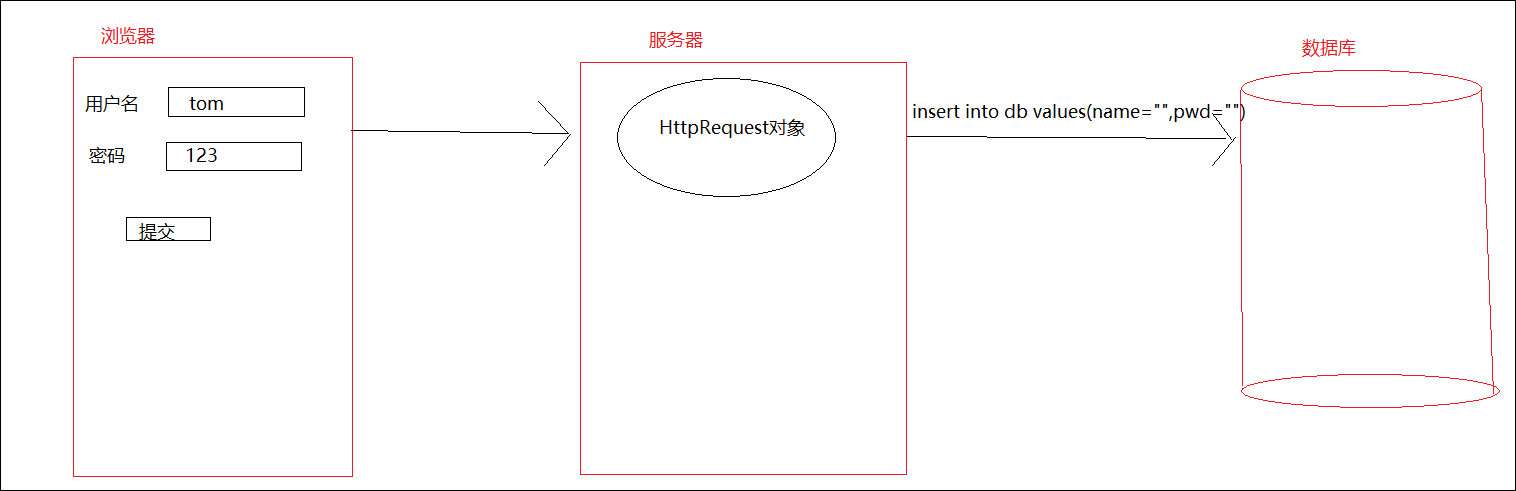 浏览器
服务器
数据库
用户名 tom
密码 123
提交
HttpRequest对象
insert into db values(name="",pwd="")